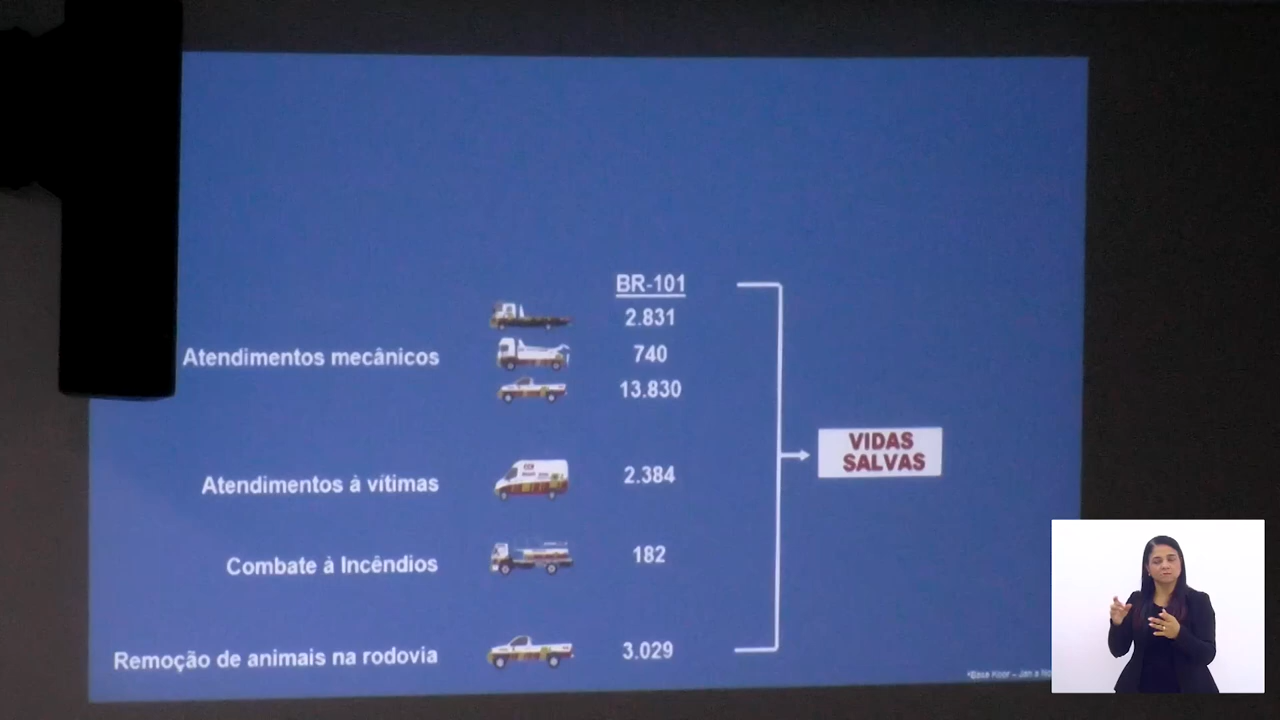 BR-101
2.831
Atendimentos mecânicos 740
13.830
VIDAS
SALVAS
Atendimentos à vítimas 2.384
Combate à Incêndios 182
Remoção de animais na rodovia 3.029
Jan a